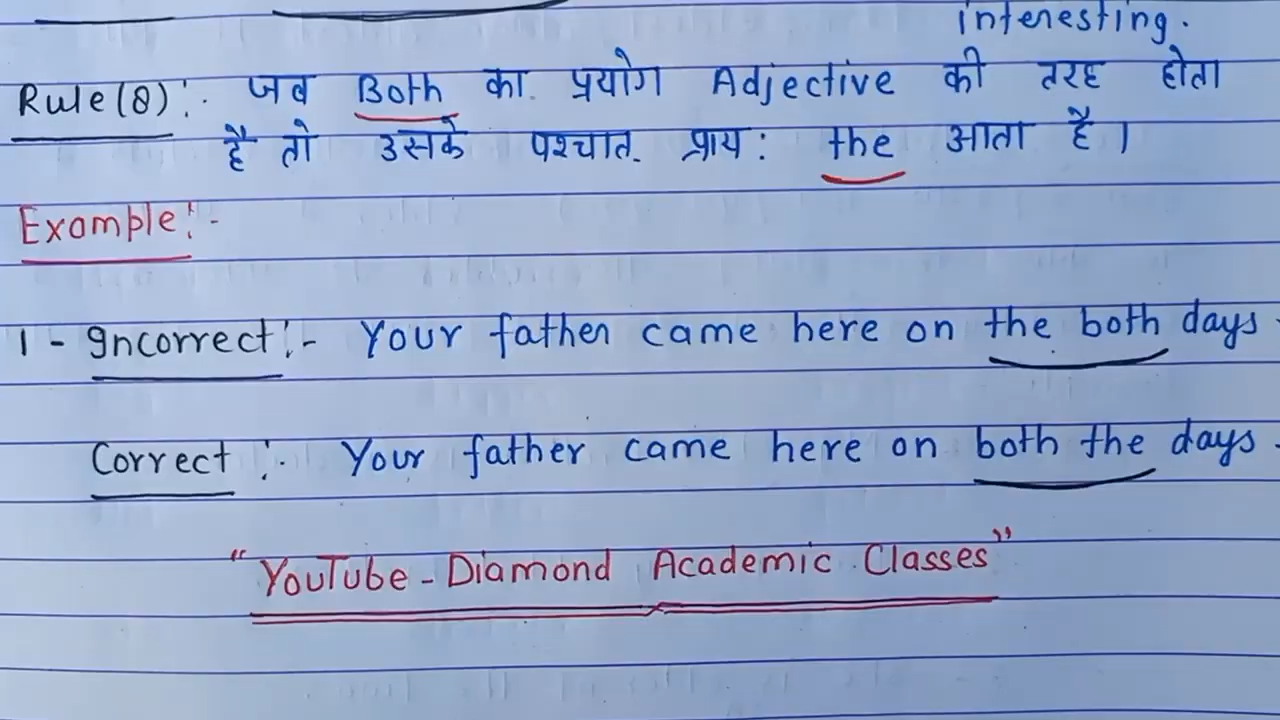 interesting.
Rule(8):- जब Both का प्रयोग Adjective की तरह होता
है तो उसके पश्चात प्राय: the आता है।
Example:-
1- Incorrect:- Your father came here on the both days.
Correct:- Your father came here on both the days.
"YouTube-Diamond Academic Classes"